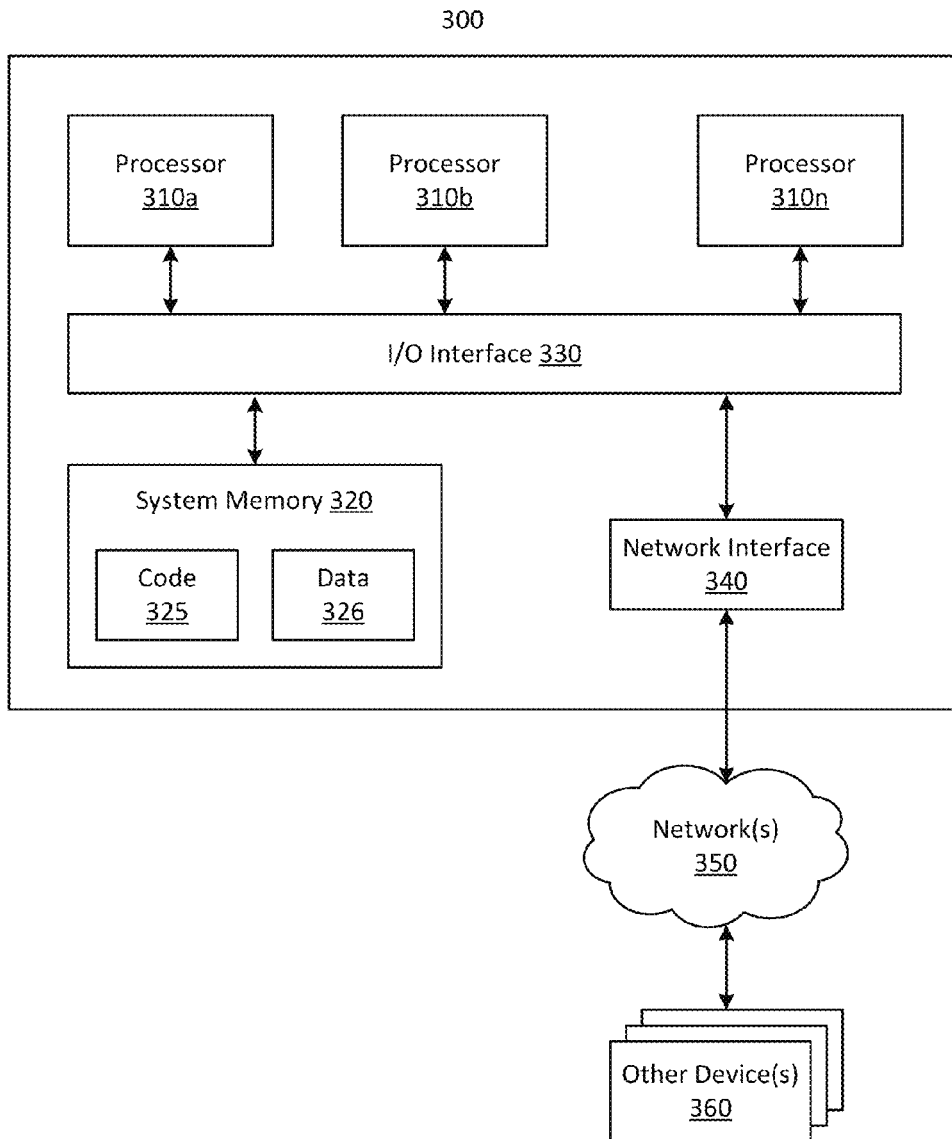 300
Processor
310a
Processor
310b
Processor
310n
I/O Interface 330
System Memory 320
Code
325
Data
326
Network Interface
340
Network(s)
350
Other Device(s)
360